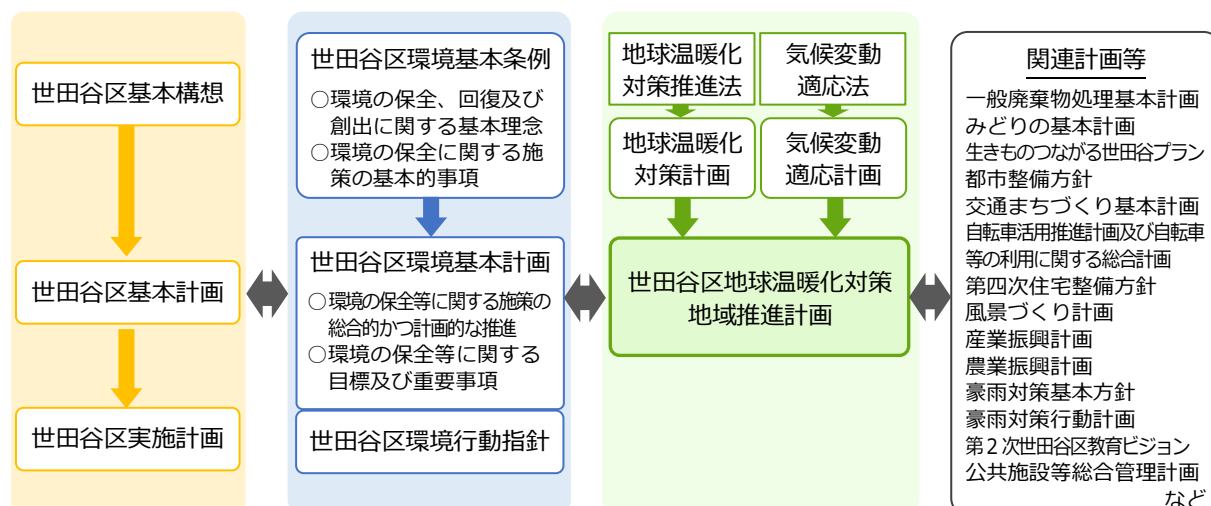 世田谷区基本構想
世田谷区基本計画
世田谷区実施計画
世田谷区環境基本条例
○環境の保全、回復及び
創出に関する基本理念
○環境の保全に関する施
策の基本的事項
世田谷区環境基本計画
○環境の保全等に関する施策の
総合的かつ計画的な推進
○環境の保全等に関する
目標及び重要事項
世田谷区環境行動指針
地球温暖化
対策推進法
気候変動
適応法
地球温暖化
対策計画
気候変動
適応計画
世田谷区地球温暖化対策
地域推進計画
関連計画等
一般廃棄物処理基本計画
みどりの基本計画
生きものつながる世田谷プラン
都市整備方針
交通まちづくり基本計画
自転車活用推進計画及び自転車
等の利用に関する総合計画
第四次住宅整備方針
風景づくり計画
産業振興計画
農業振興計画
豪雨対策基本方針
豪雨対策行動計画
第２次世田谷区教育ビジョン
公共施設等総合管理計画
など